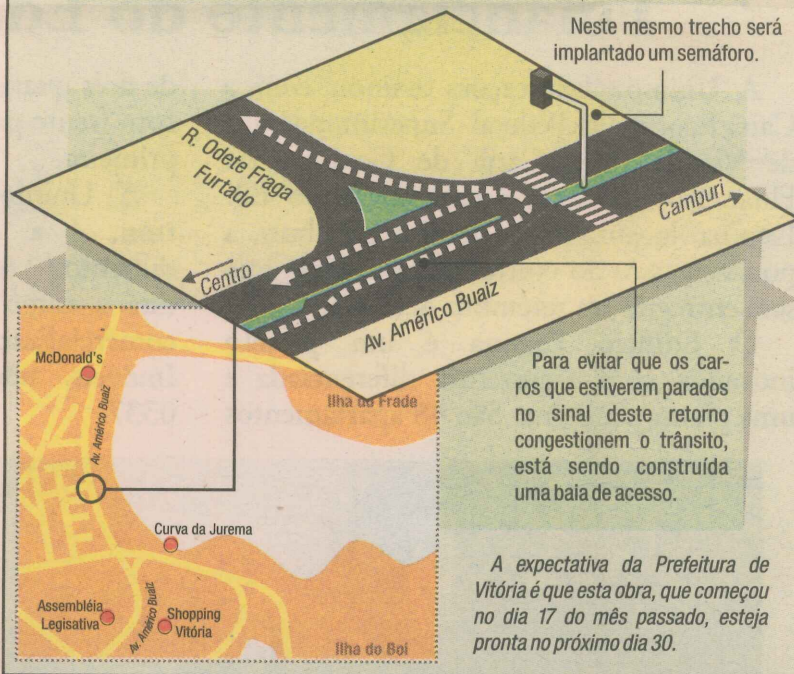 Neste mesmo trecho será
implantado um semáforo.
R. Odete Fraga
Furtado
Camburi
Centro
Av. Américo Buaiz
Para evitar que os car-
ros que estiverem parados
no sinal deste retorno
congestionem o trânsito,
está sendo construída
uma baia de acesso.
McDonald's
Av. Américo Buaiz
Ilha do Frade
Curva da Jurema
Assembléia
Legislativa
Av. Américo Buaiz
Shopping
Vitória
Ilha do Boi
A expectativa da Prefeitura de
Vitória é que esta obra, que começou
no dia 17 do mês passado, esteja
pronta no próximo dia 30.